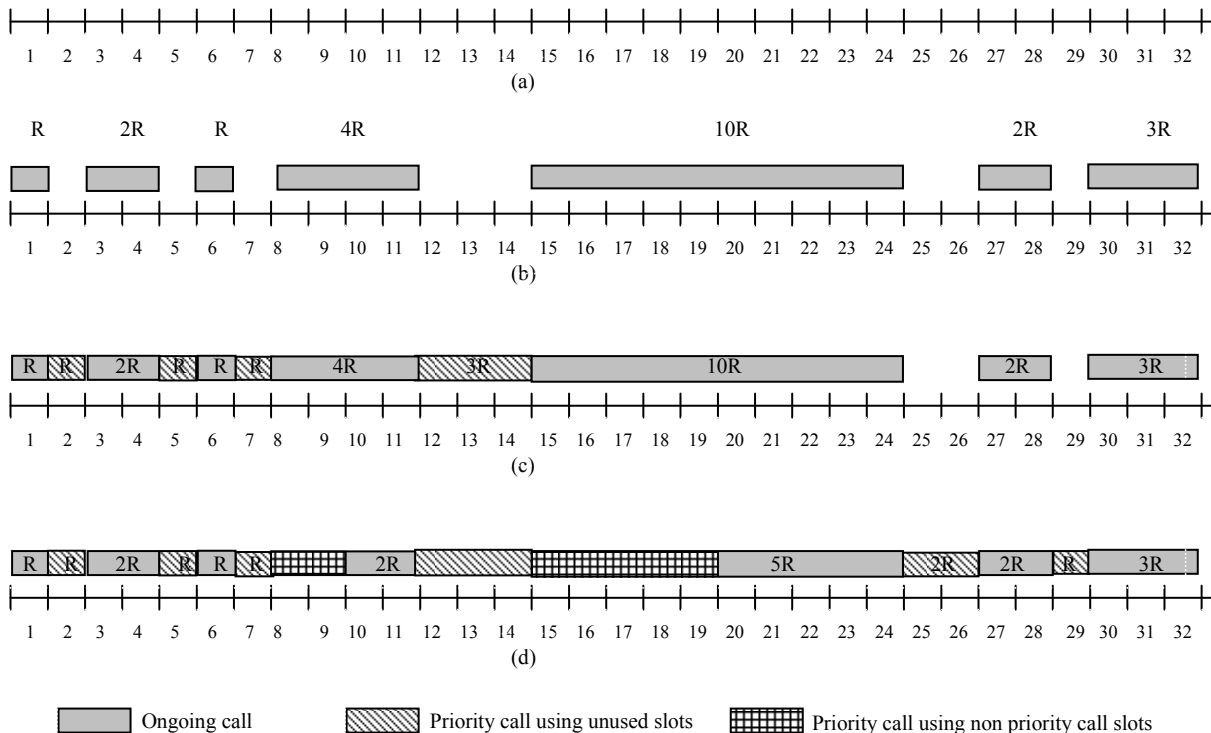 1 2 3 4 5 6 7 8 9 10 11 12 13 14 15 16 17 18 19 20 21 22 23 24 25 26 27 28 29 30 31 32
(a)
R 2R R 4R 10R 2R 3R
1 2 3 4 5 6 7 8 9 10 11 12 13 14 15 16 17 18 19 20 21 22 23 24 25 26 27 28 29 30 31 32
(b)
R R 2R R R R 4R 3R 10R 2R 3R
1 2 3 4 5 6 7 8 9 10 11 12 13 14 15 16 17 18 19 20 21 22 23 24 25 26 27 28 29 30 31 32
(c)
R R 2R R R R 2R 5R 2R 2R R 3R
1 2 3 4 5 6 7 8 9 10 11 12 13 14 15 16 17 18 19 20 21 22 23 24 25 26 27 28 29 30 31 32
(d)
Ongoing call Priority call using unused slots Priority call using non priority call slots